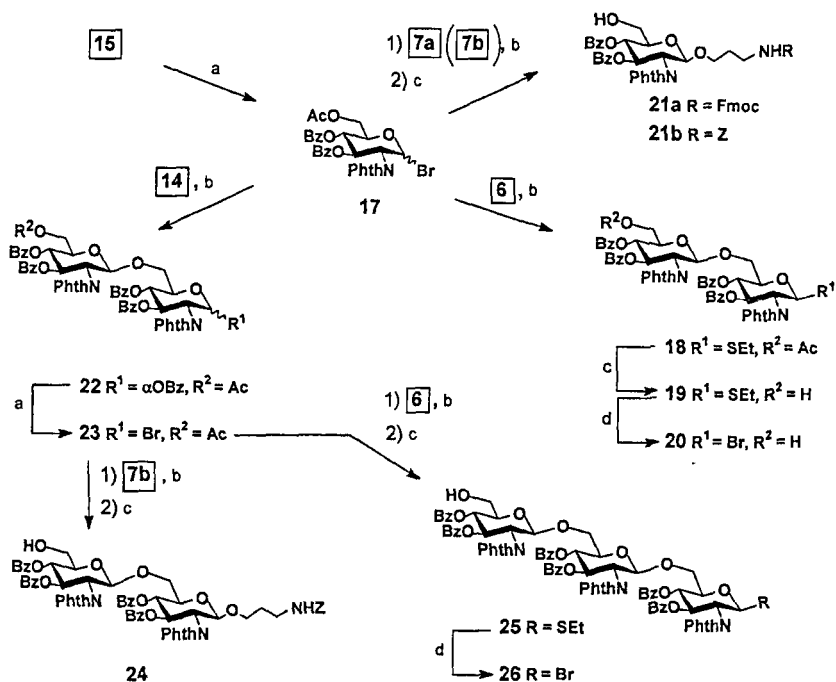 15
a
1) 7a (7b), b
2) c
HO
BzO
BzO
PhthN
O
O
NHR
21a R = Fmoc
21b R = Z
AcO
BzO
BzO
PhthN
O
Br
17
14, b
6, b
R²O
BzO
BzO
PhthN
O
O
BzO
BzO
PhthN
O
R¹
22 R¹ = αOBz, R² = Ac
a
23 R¹ = Br, R² = Ac
R²O
BzO
BzO
PhthN
O
O
BzO
BzO
PhthN
O
R¹
18 R¹ = SEt, R² = Ac
c
19 R¹ = SEt, R² = H
d
20 R¹ = Br, R² = H
1) 7b, b
2) c
1) 6, b
2) c
HO
BzO
BzO
PhthN
O
O
BzO
BzO
PhthN
O
O
NHZ
24
HO
BzO
BzO
PhthN
O
O
BzO
BzO
PhthN
O
O
BzO
BzO
PhthN
O
R
25 R = SEt
d
26 R = Br